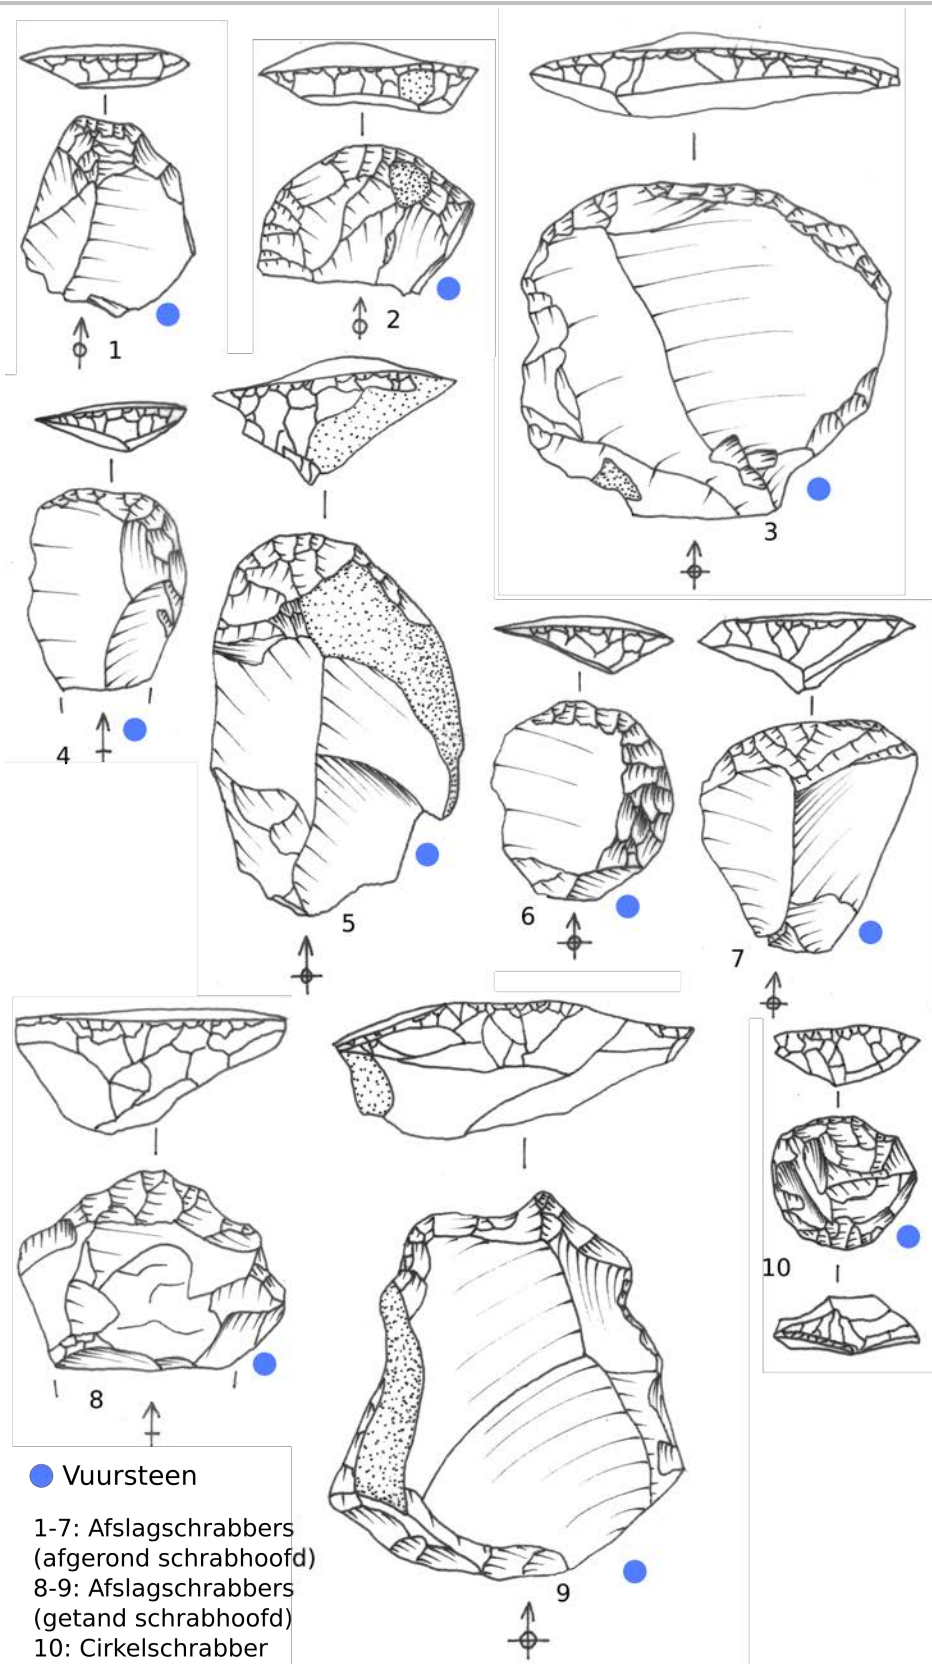 1
2
3
4
5
6
7
8
9
10
Vuursteen
1-7: Afslagschrabbers
(afgerond schrabhoofd)
8-9: Afslagschrabbers
(getand schrabhoofd)
10: Cirkelschrabber